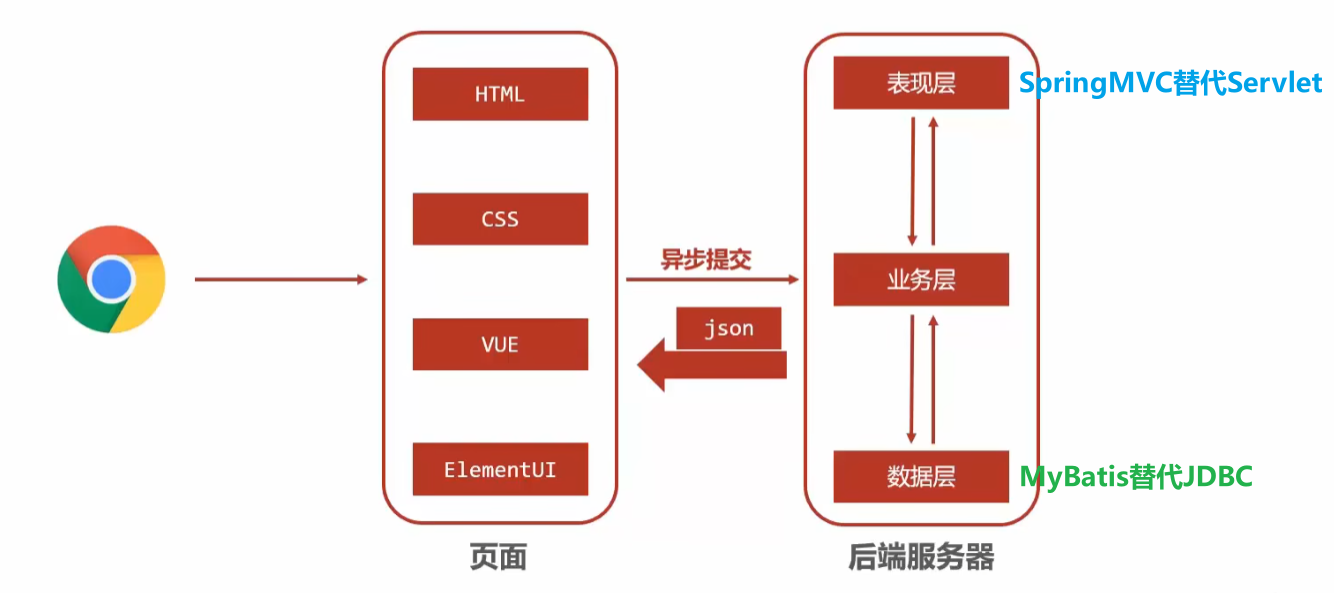 HTML
CSS
VUE
ElementUI
页面
异步提交
json
表现层
SpringMVC替代Servlet
业务层
数据层
MyBatis替代JDBC
后端服务器